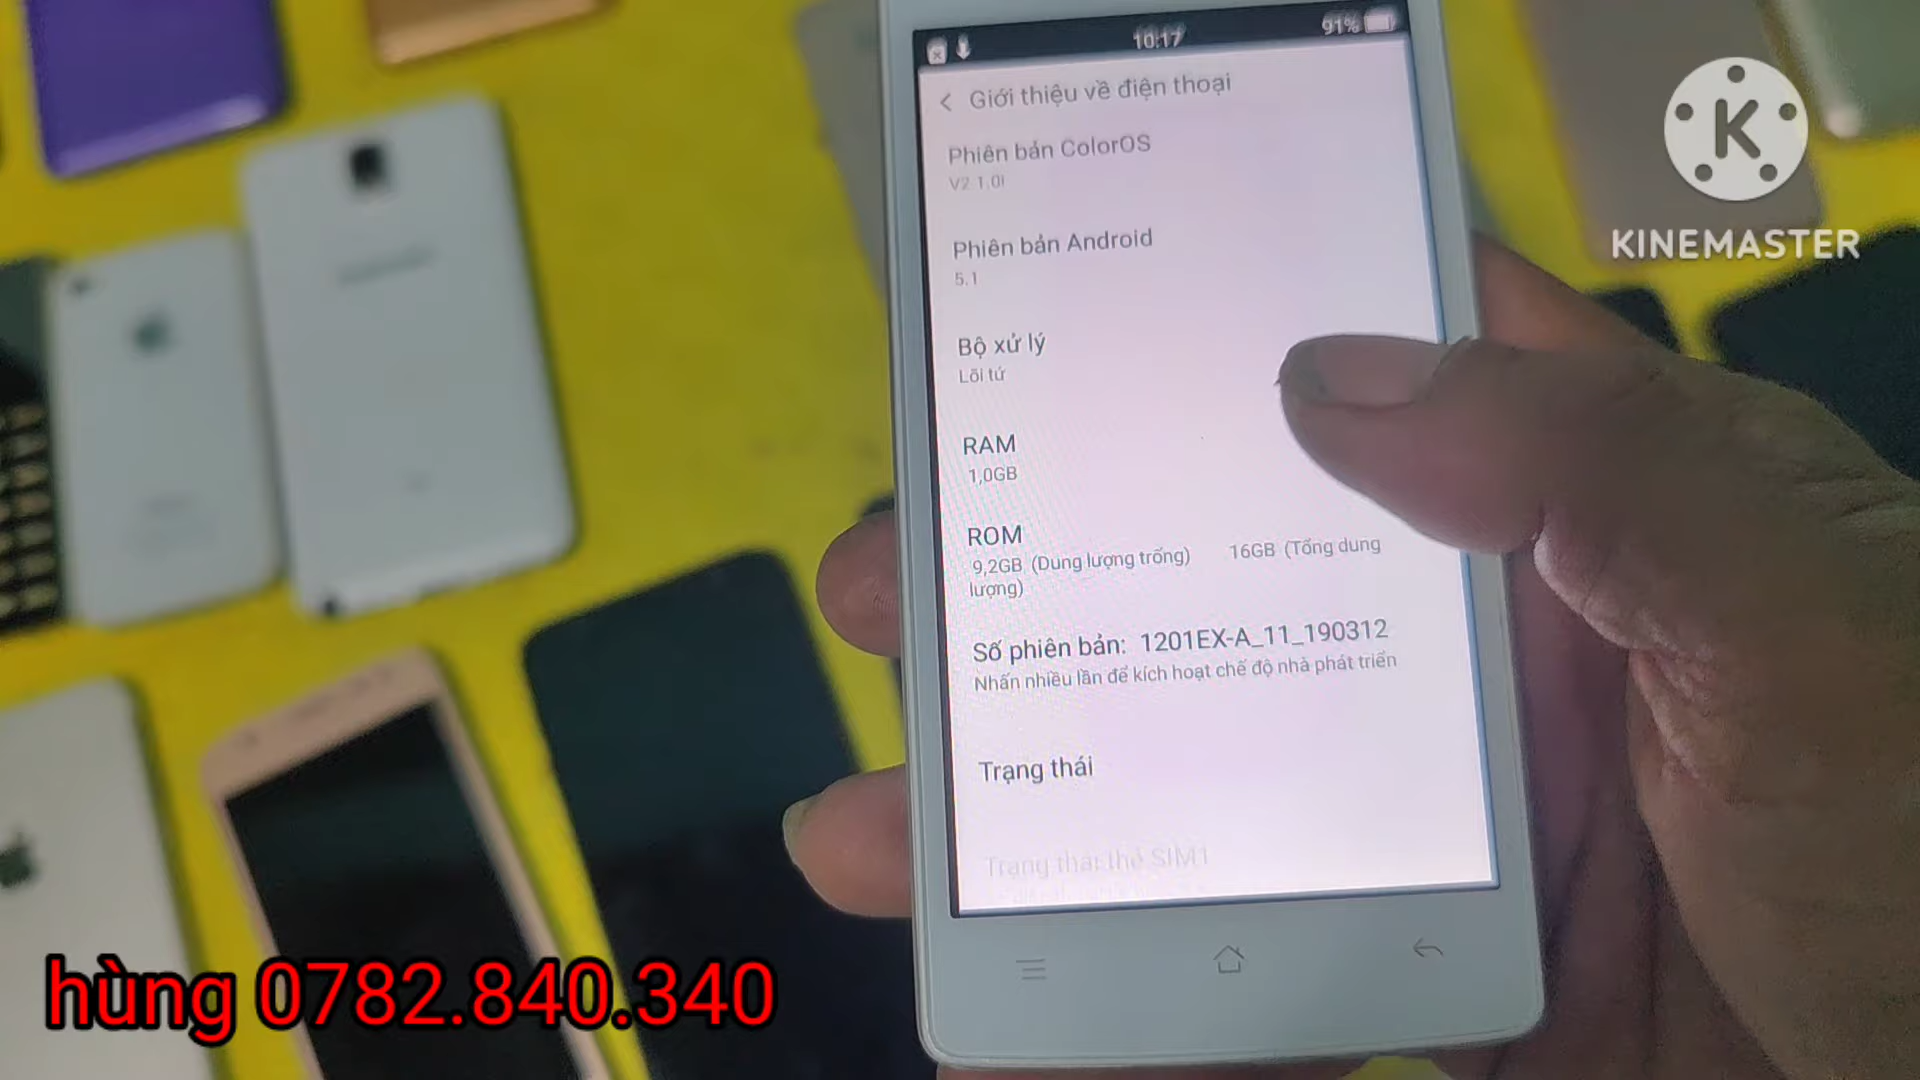 10:17
91%
Giới thiệu về điện thoại
Phiên bản ColorOS
V2.1.0i
Phiên bản Android
5.1
Bộ xử lý
Lõi tứ
RAM
1,0GB
ROM
9,2GB (Dung lượng trống) 16GB (Tổng dung
lượng)
Số phiên bản: 1201EX-A_11_190312
Nhấn nhiều lần để kích hoạt chế độ nhà phát triển
Trạng thái
Trạng thái thẻ SIM1
K
KINEMASTER
hùng 0782.840.340